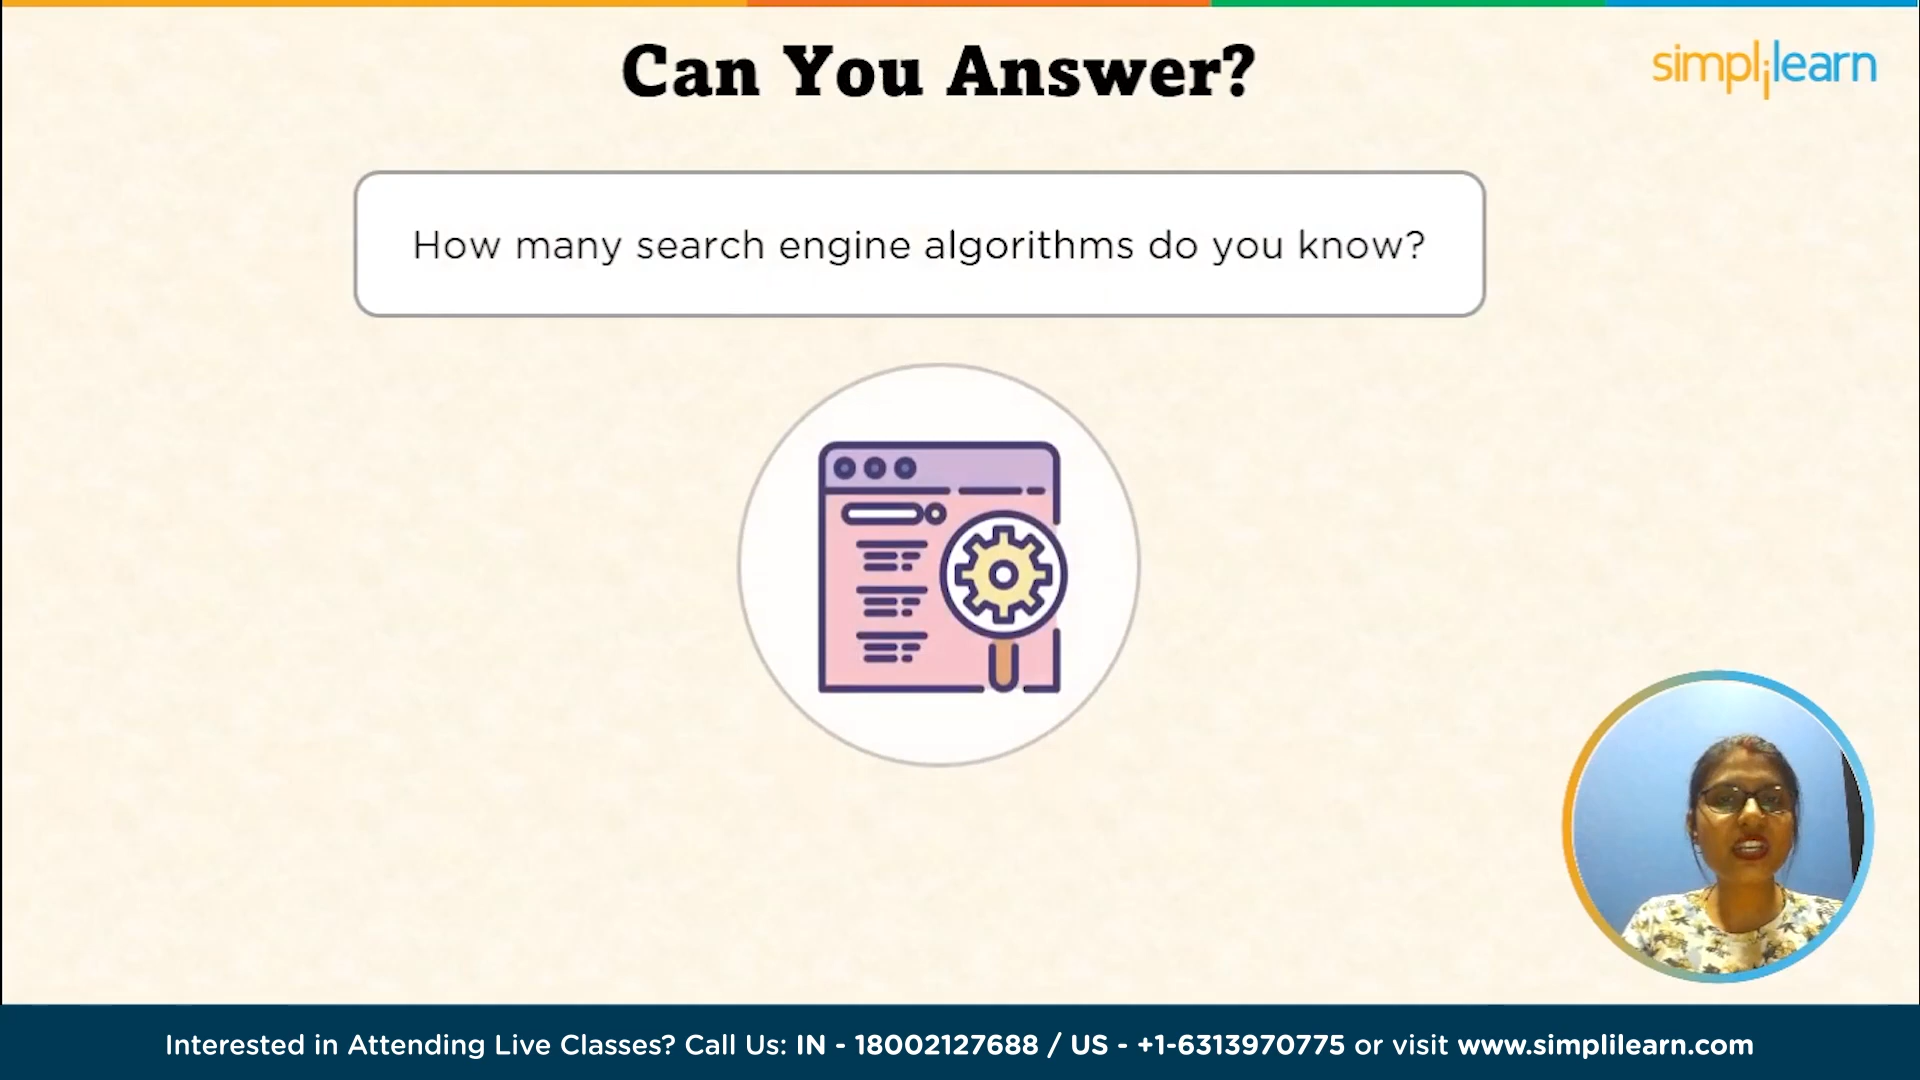 Can You Answer?
simplilearn
How many search engine algorithms do you know?
Interested in Attending Live Classes? Call Us: IN - 18002127688 / US - +1-6313970775 or visit www.simplilearn.com